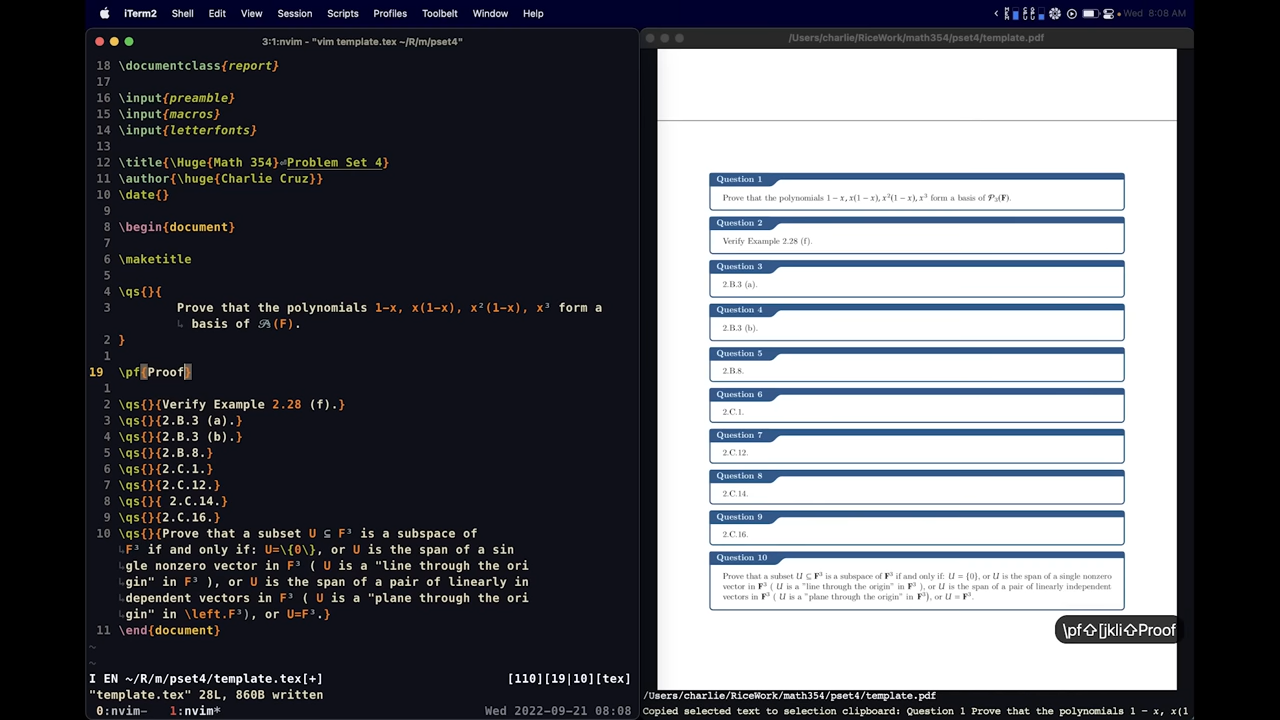 iTerm2 Shell Edit View Session Scripts Profiles Toolbelt Window Help
Wed 8:08 AM
3:1:nvim - "vim template.tex ~/R/m/pset4"
/Users/charlie/RiceWork/math354/pset4/template.pdf
18 \documentclass{report}
17
16 \input{preamble}
15 \input{macros}
14 \input{letterfonts}
13
12 \title{\Huge{Math 354}⏎Problem Set 4}
11 \author{\huge{Charlie Cruz}}
10 \date{}
9
8 \begin{document}
7
6 \maketitle
5
4 \qs{}{
3 Prove that the polynomials 1-x, x(1-x), x²(1-x), x³ form a
↳ basis of 𝒫₃(F).
2 }
1
19 \pf{Proof}
1
2 \qs{}{Verify Example 2.28 (f).}
3 \qs{}{2.B.3 (a).}
4 \qs{}{2.B.3 (b).}
5 \qs{}{2.B.8.}
6 \qs{}{2.C.1.}
7 \qs{}{2.C.12.}
8 \qs{}{ 2.C.14.}
9 \qs{}{2.C.16.}
10 \qs{}{Prove that a subset U ⊆ F³ is a subspace of
↳F³ if and only if: U=\{0\}, or U is the span of a sin
↳gle nonzero vector in F³ ( U is a "line through the ori
↳gin" in F³ ), or U is the span of a pair of linearly in
↳dependent vectors in F³ ( U is a "plane through the ori
↳gin" in \left.F³), or U=F³.}
11 \end{document}
~
~
I EN ~/R/m/pset4/template.tex[+] [110][19|10][tex]
"template.tex" 28L, 860B written
0:nvim- 1:nvim* Wed 2022-09-21 08:08
Question 1
Prove that the polynomials 1 − x, x(1 − x), x²(1 − x), x³ form a basis of 𝒫₃(F).
Question 2
Verify Example 2.28 (f).
Question 3
2.B.3 (a).
Question 4
2.B.3 (b).
Question 5
2.B.8.
Question 6
2.C.1.
Question 7
2.C.12.
Question 8
2.C.14.
Question 9
2.C.16.
Question 10
Prove that a subset U ⊆ F³ is a subspace of F³ if and only if: U = {0}, or U is the span of a single nonzero
vector in F³ ( U is a "line through the origin" in F³ ), or U is the span of a pair of linearly independent
vectors in F³ ( U is a "plane through the origin" in F³), or U = F³.
\pf⇧[jkli⇧Proof
/Users/charlie/RiceWork/math354/pset4/template.pdf
Copied selected text to selection clipboard: Question 1 Prove that the polynomials 1 − x, x(1